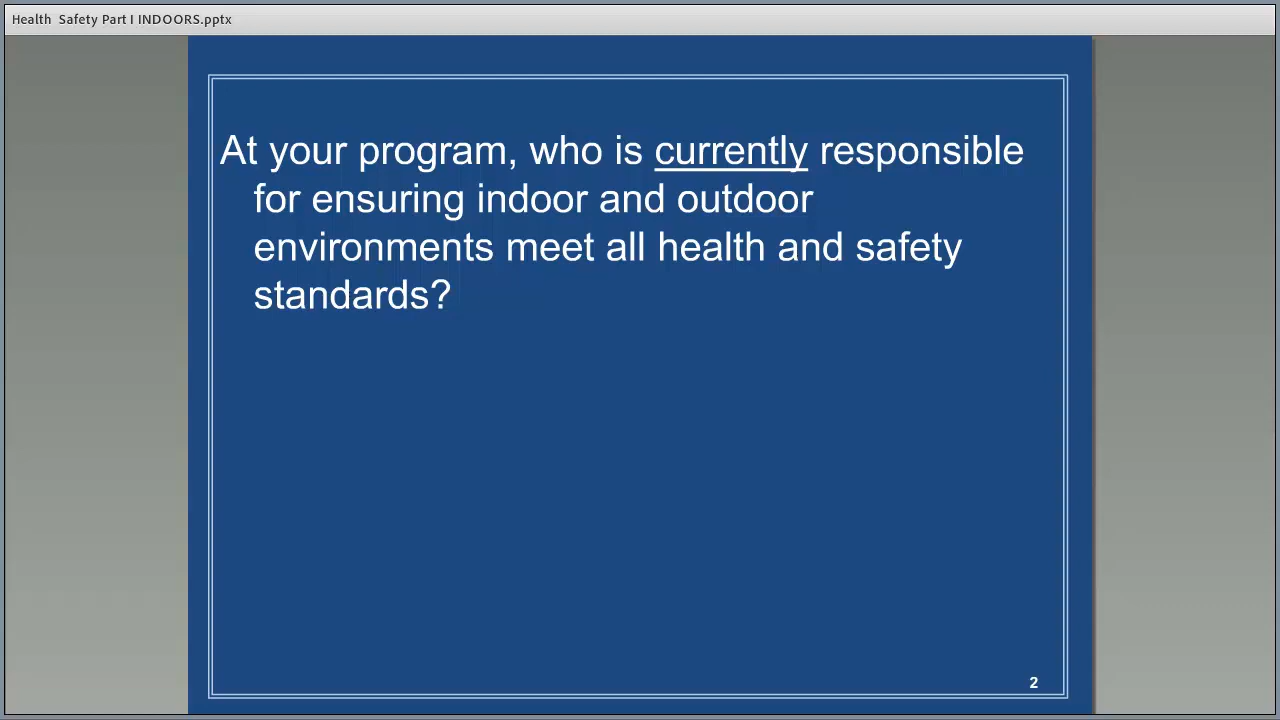 Health  Safety Part I INDOORS.pptx
At your program, who is currently responsible
for ensuring indoor and outdoor
environments meet all health and safety
standards?
2